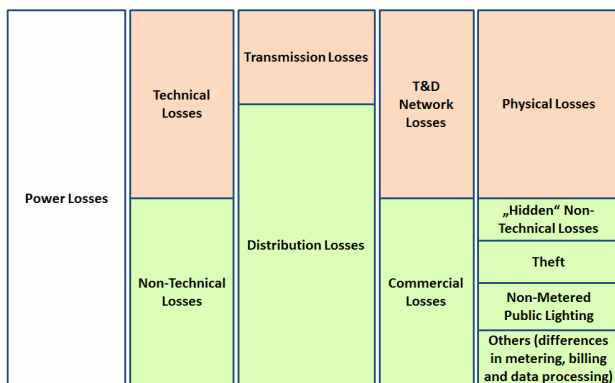 Power Losses
Technical
Losses
Non-Technical
Losses
Transmission Losses
Distribution Losses
T&D
Network
Losses
Commercial
Losses
Physical Losses
„Hidden“ Non-
Technical Losses
Theft
Non-Metered
Public Lighting
Others (differences
in metering, billing
and data processing)